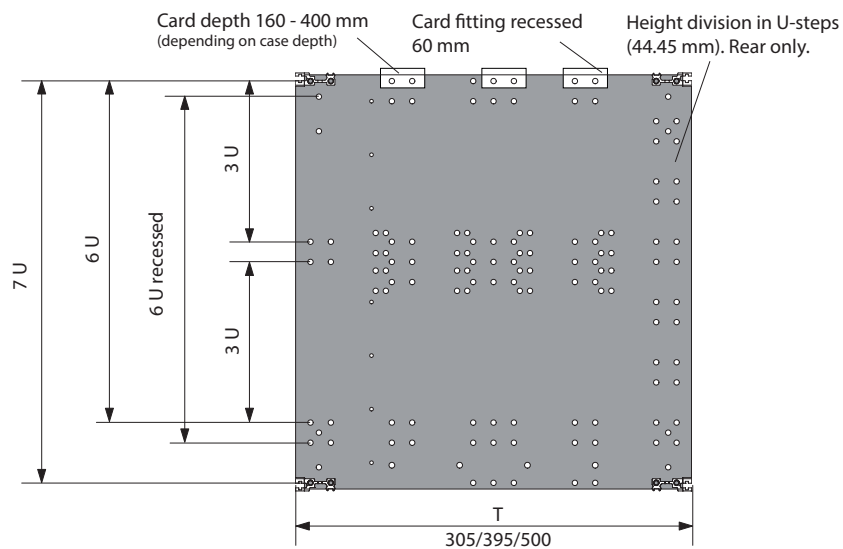 Card depth 160 - 400 mm
(depending on case depth)
Card fitting recessed
60 mm
Height division in U-steps
(44.45 mm). Rear only.
7 U
6 U
6 U recessed
3 U
3 U
T
305/395/500